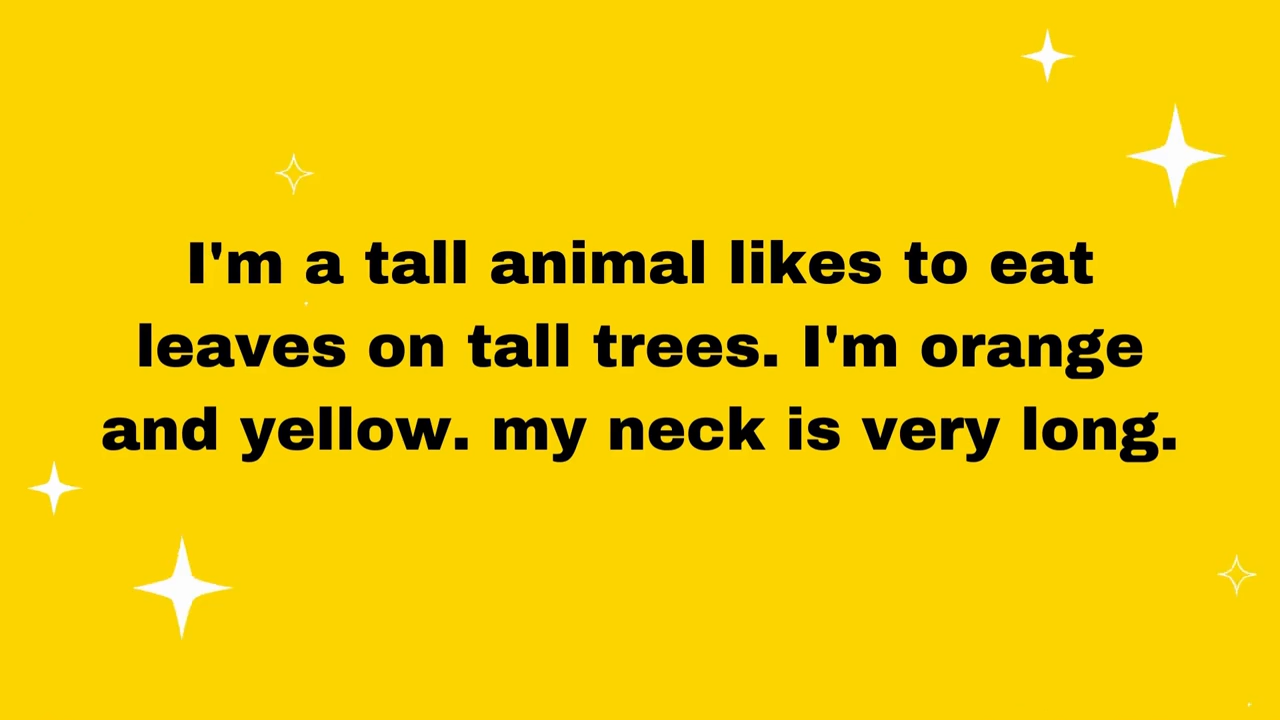 I'm a tall animal likes to eat
leaves on tall trees. I'm orange
and yellow. my neck is very long.